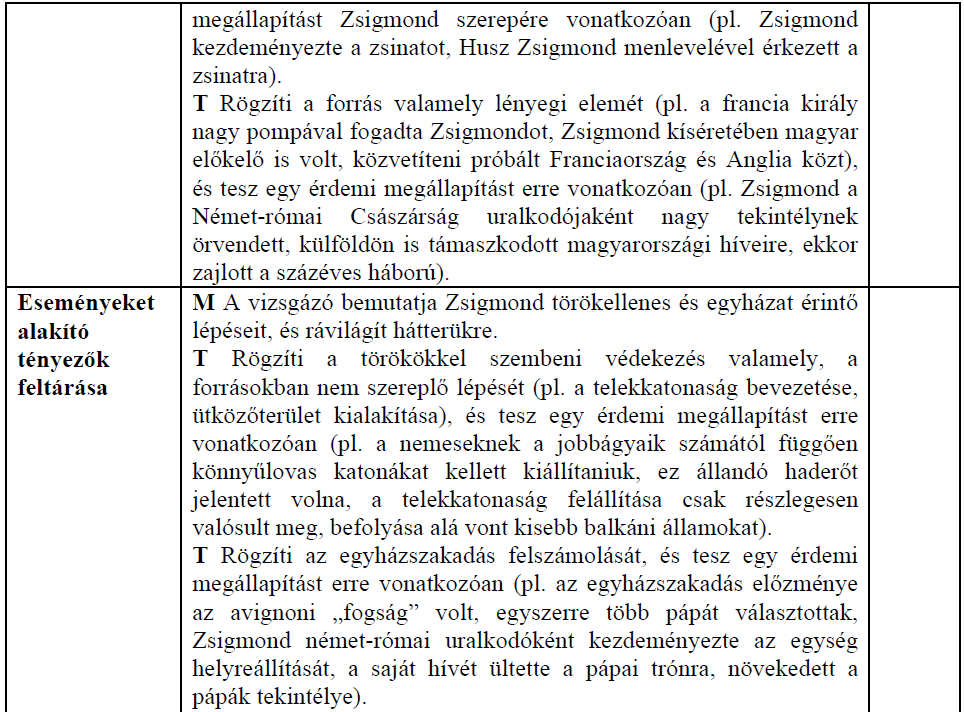 megállapítást Zsigmond szerepére vonatkozóan (pl. Zsigmond
kezdeményezte a zsinatot, Husz Zsigmond menlevelével érkezett a
zsinatra).
T Rögzíti a forrás valamely lényegi elemét (pl. a francia király
nagy pompával fogadta Zsigmondot, Zsigmond kíséretében magyar
előkelő is volt, közvetíteni próbált Franciaország és Anglia közt),
és tesz egy érdemi megállapítást erre vonatkozóan (pl. Zsigmond a
Német-római Császárság uralkodójaként nagy tekintélynek
örvendett, külföldön is támaszkodott magyarországi híveire, ekkor
zajlott a százéves háború).
Eseményeket
alakító
tényezők
feltárása
M A vizsgázó bemutatja Zsigmond törökellenes és egyházat érintő
lépéseit, és rávilágít hátterükre.
T Rögzíti a törökökkel szembeni védekezés valamely, a
forrásokban nem szereplő lépését (pl. a telekkatonaság bevezetése,
ütközőterület kialakítása), és tesz egy érdemi megállapítást erre
vonatkozóan (pl. a nemeseknek a jobbágyaik számától függően
könnyűlovas katonákat kellett kiállítaniuk, ez állandó haderőt
jelentett volna, a telekkatonaság felállítása csak részlegesen
valósult meg, befolyása alá vont kisebb balkáni államokat).
T Rögzíti az egyházszakadás felszámolását, és tesz egy érdemi
megállapítást erre vonatkozóan (pl. az egyházszakadás előzménye
az avignoni „fogság” volt, egyszerre több pápát választottak,
Zsigmond német-római uralkodóként kezdeményezte az egység
helyreállítását, a saját hívét ültette a pápai trónra, növekedett a
pápák tekintélye).